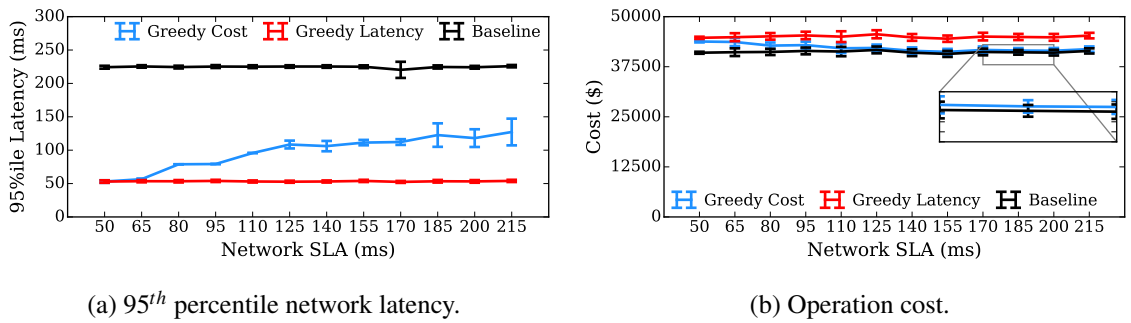 300
250
200
150
100
50
0
95%ile Latency (ms)
Greedy Cost Greedy Latency Baseline
50 65 80 95 110 125 140 155 170 185 200 215
Network SLA (ms)
(a) 95th percentile network latency.
50000
37500
25000
12500
0
Cost ($)
Greedy Cost Greedy Latency Baseline
50 65 80 95 110 125 140 155 170 185 200 215
Network SLA (ms)
(b) Operation cost.